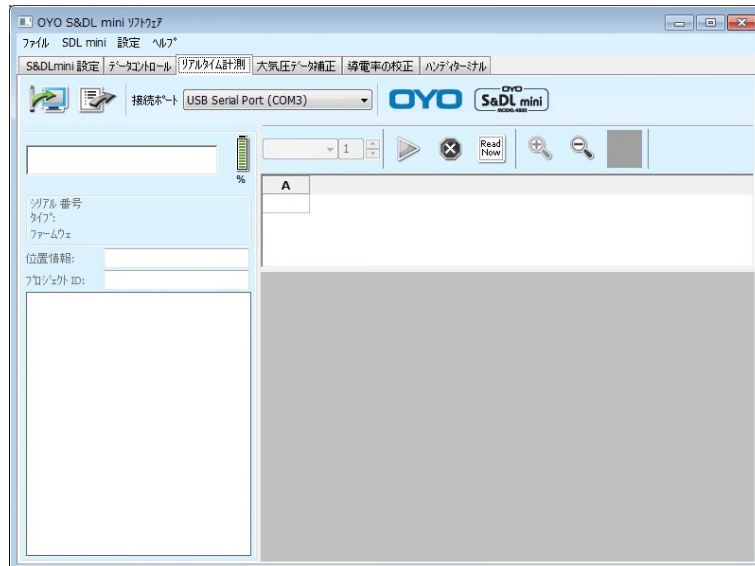 OYO S&DL mini ソフトウェア
ファイル SDL mini 設定 ヘルプ
S&DLmini 設定 データコントロール リアルタイム計測 大気圧データ補正 導電率の校正 ハンディターミナル
接続ポート USB Serial Port (COM3) OYO OYO S&DL mini MODEL-4800
1 Read Now
%
A
シリアル 番号
タイプ:
ファームウェ
位置情報:
プロジェクト ID: